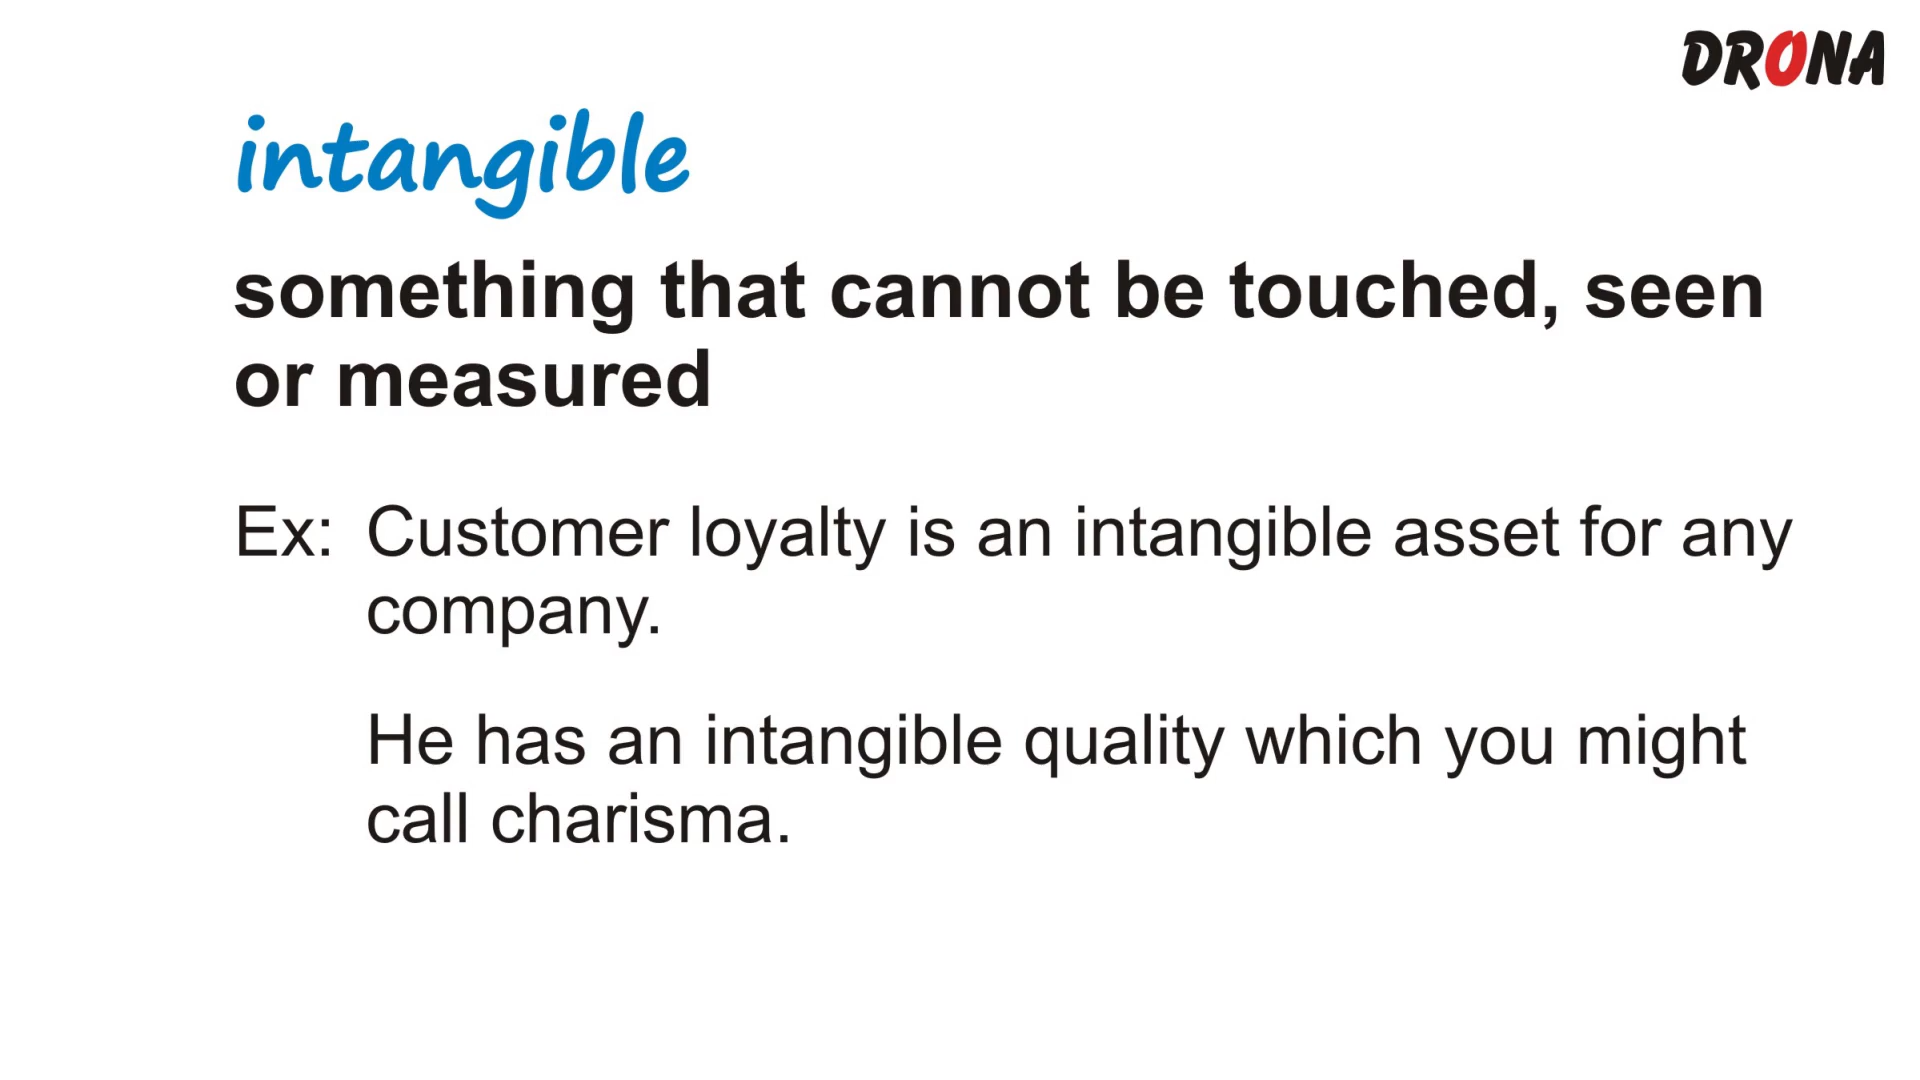 DRONA
intangible
something that cannot be touched, seen
or measured
Ex: Customer loyalty is an intangible asset for any
company.
He has an intangible quality which you might
call charisma.